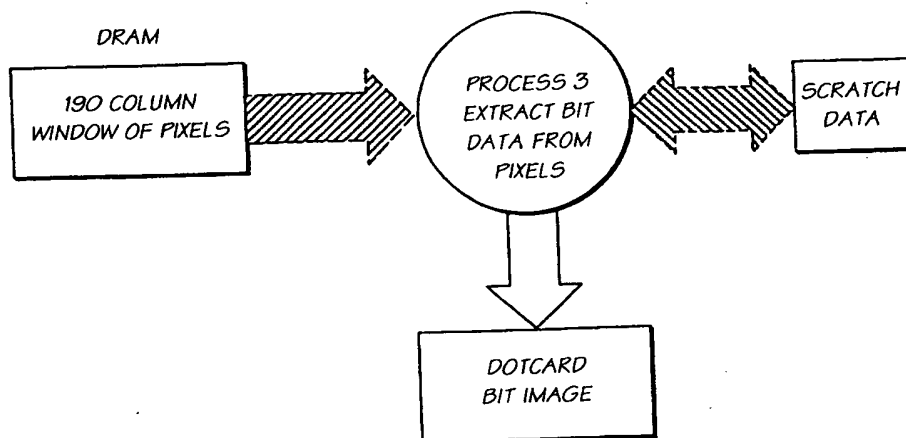 DRAM
190 COLUMN
WINDOW OF PIXELS
PROCESS 3
EXTRACT BIT
DATA FROM
PIXELS
SCRATCH
DATA
DOTCARD
BIT IMAGE